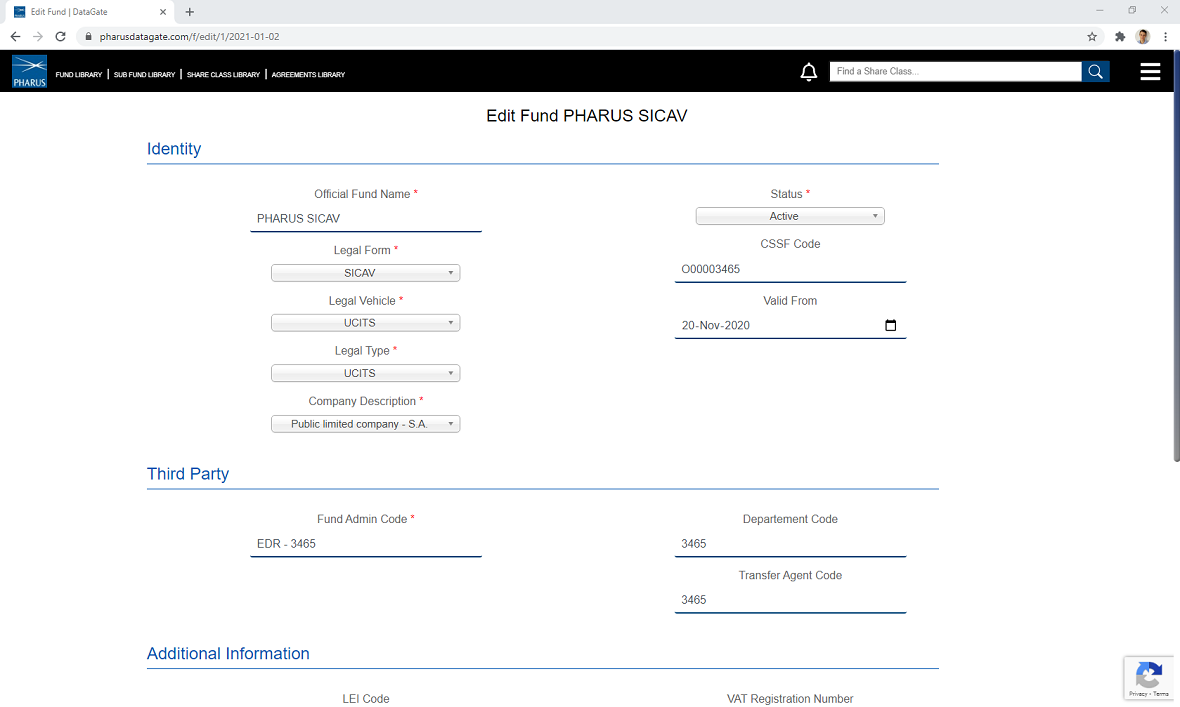 Edit Fund | DataGate
pharusdatagate.com/f/edit/1/2021-01-02
PHARUS
FUND LIBRARY | SUB FUND LIBRARY | SHARE CLASS LIBRARY | AGREEMENTS LIBRARY
Find a Share Class...
Edit Fund PHARUS SICAV
Identity
Official Fund Name *
PHARUS SICAV
Status *
Active
Legal Form *
SICAV
CSSF Code
O00003465
Legal Vehicle *
UCITS
Valid From
20-Nov-2020
Legal Type *
UCITS
Company Description *
Public limited company - S.A.
Third Party
Fund Admin Code *
EDR - 3465
Departement Code
3465
Transfer Agent Code
3465
Additional Information
LEI Code
VAT Registration Number
Privacy - Terms